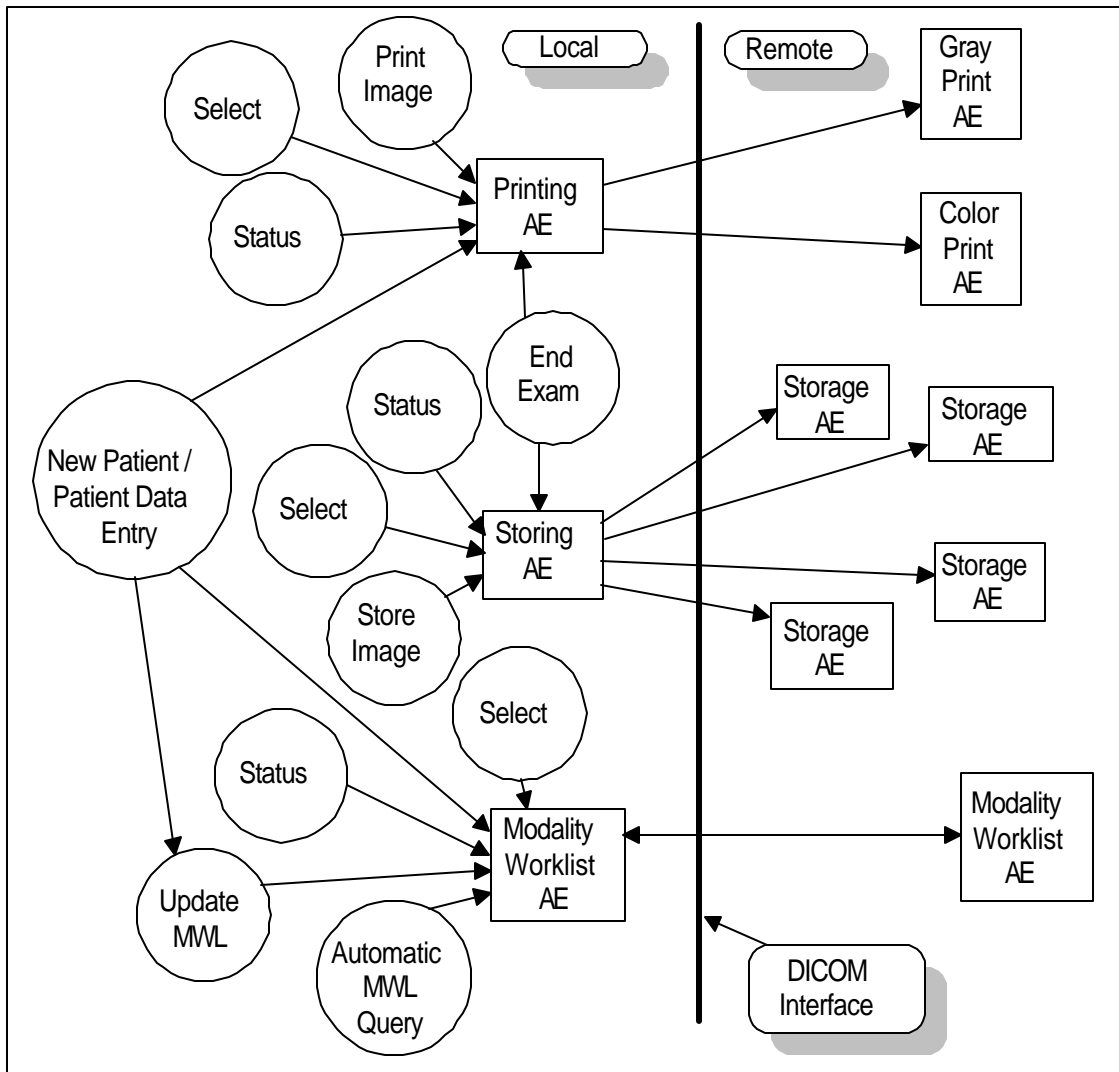 Local
Remote
Print
Image
Gray
Print
AE
Select
Printing
AE
Status
Color
Print
AE
End
Exam
Status
Storage
AE
Storage
AE
New Patient /
Patient Data
Entry
Select
Storing
AE
Storage
AE
Store
Image
Storage
AE
Select
Status
Modality
Worklist
AE
Modality
Worklist
AE
Update
MWL
Automatic
MWL
Query
DICOM
Interface